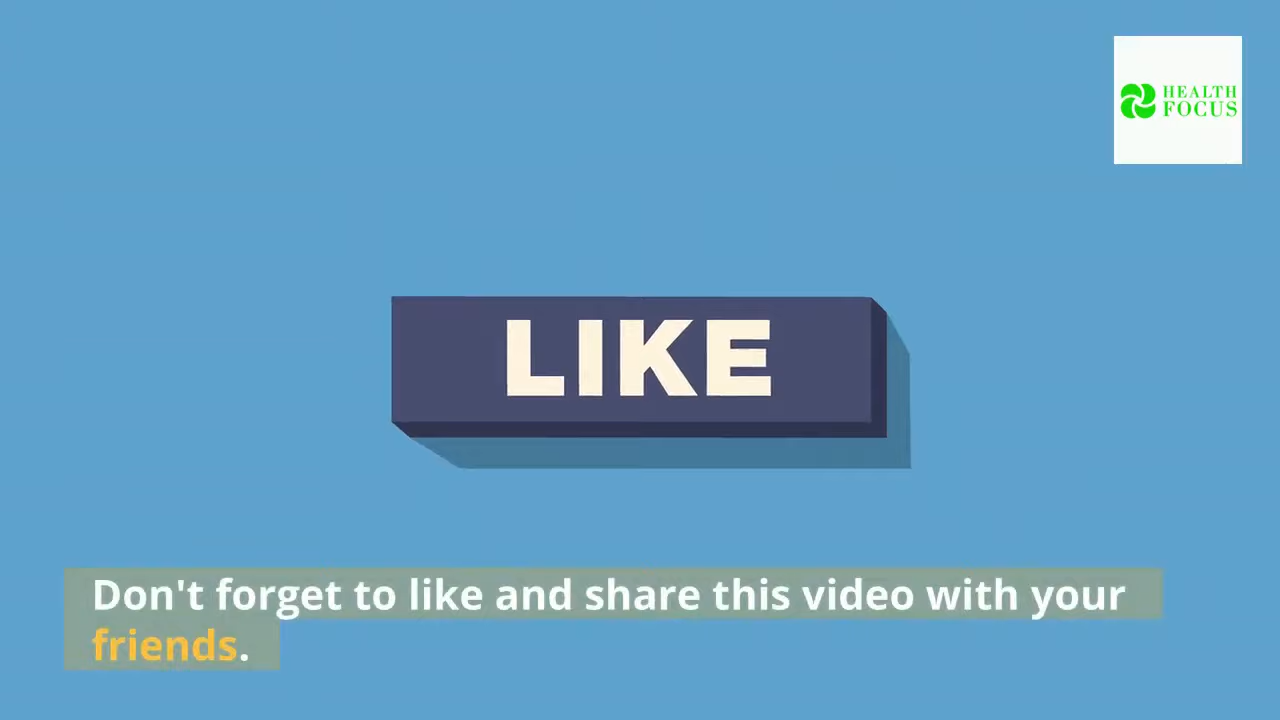 HEALTH
FOCUS
LIKE
Don't forget to like and share this video with your
friends.